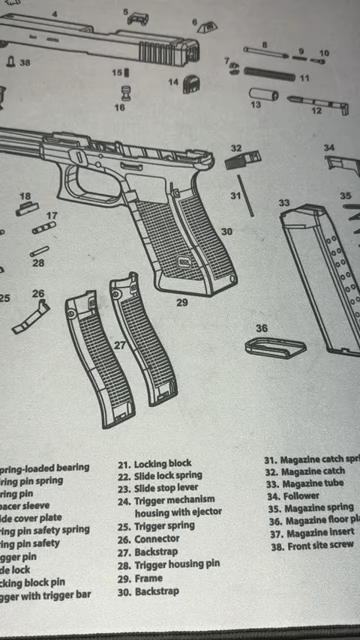 4
5
6
38
7
8
9
10
11
15
14
16
13
12
32
34
18
31
33
35
17
30
28
25
26
29
27
36
spring-loaded bearing
ring pin spring
ring pin
pacer sleeve
ide cover plate
ring pin safety spring
ring pin safety
gger pin
de lock
cking block pin
gger with trigger bar
21. Locking block
22. Slide lock spring
23. Slide stop lever
24. Trigger mechanism
housing with ejector
25. Trigger spring
26. Connector
27. Backstrap
28. Trigger housing pin
29. Frame
30. Backstrap
31. Magazine catch spri
32. Magazine catch
33. Magazine tube
34. Follower
35. Magazine spring
36. Magazine floor pl
37. Magazine insert
38. Front site screw